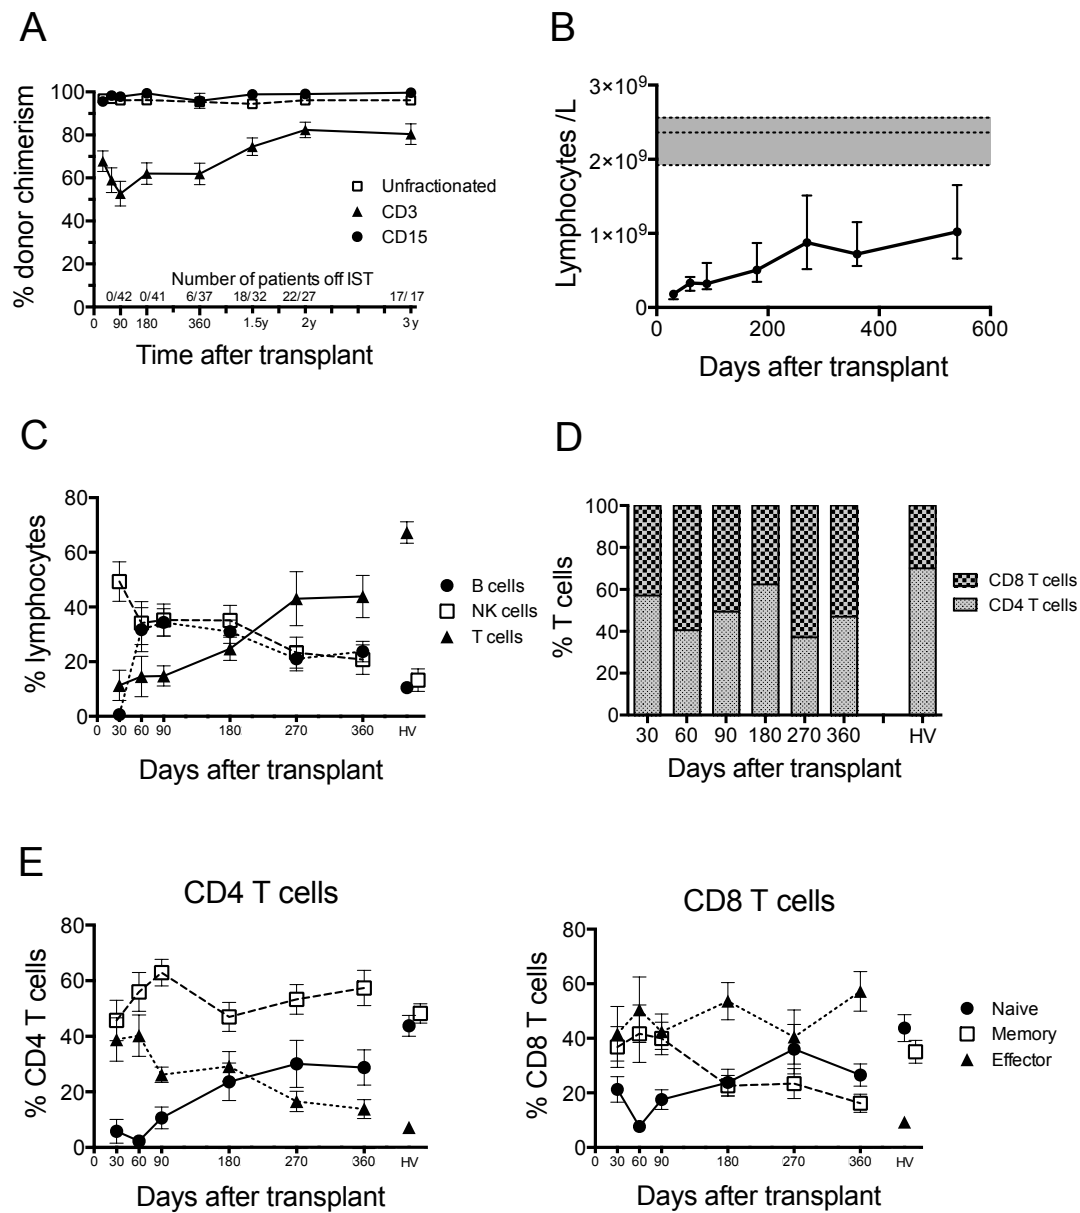 A
% donor chimerism
100
80
60
40
20
0
Unfractionated
CD3
CD15
Number of patients off IST
0/42 0/41 6/37 18/32 22/27 17/17
0 90 180 360 1.5y 2y 3y
Time after transplant
B
Lymphocytes /L
3×10⁹
2×10⁹
1×10⁹
0
0 200 400 600
Days after transplant
C
% lymphocytes
80
60
40
20
0
B cells
NK cells
T cells
0 30 60 90 180 270 360 HV
Days after transplant
D
% T cells
100
80
60
40
20
0
CD8 T cells
CD4 T cells
30 60 90 180 270 360 HV
Days after transplant
E
CD4 T cells
% CD4 T cells
80
60
40
20
0
0 30 60 90 180 270 360 HV
Days after transplant
CD8 T cells
% CD8 T cells
80
60
40
20
0
0 30 60 90 180 270 360 HV
Days after transplant
Naive
Memory
Effector